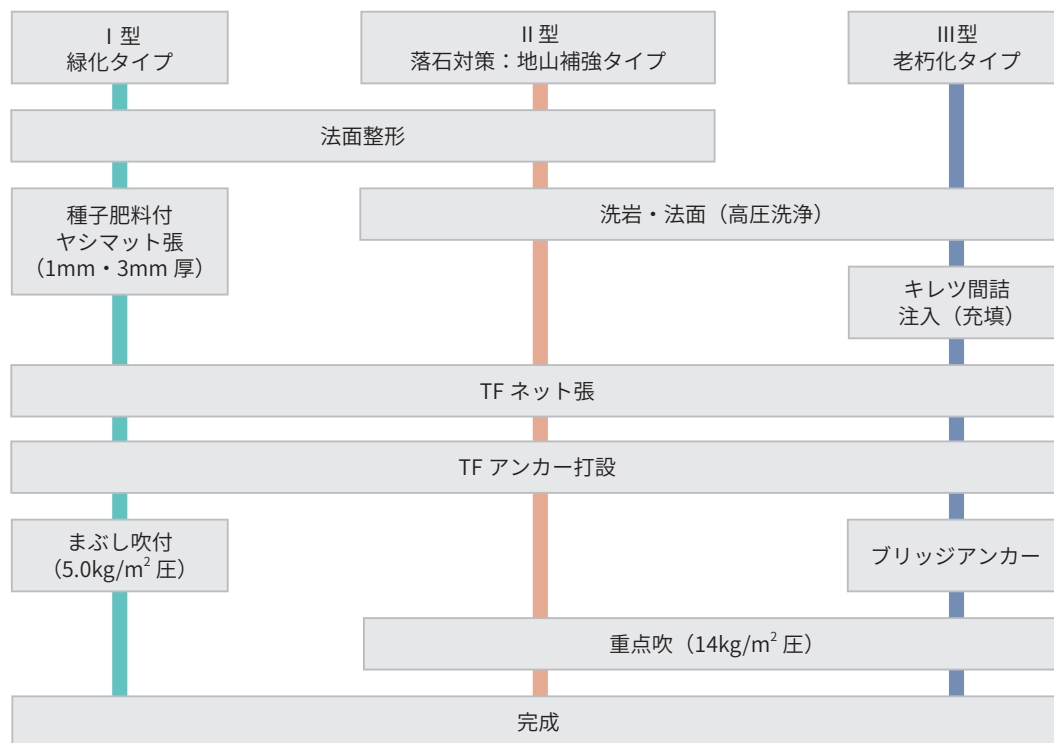 Ⅰ型
緑化タイプ
Ⅱ型
落石対策：地山補強タイプ
Ⅲ型
老朽化タイプ
法面整形
種子肥料付
ヤシマット張
（1mm・3mm 厚）
洗岩・法面（高圧洗浄）
キレツ間詰
注入（充填）
TF ネット張
TF アンカー打設
まぶし吹付
（5.0kg/m² 圧）
ブリッジアンカー
重点吹（14kg/m² 圧）
完成